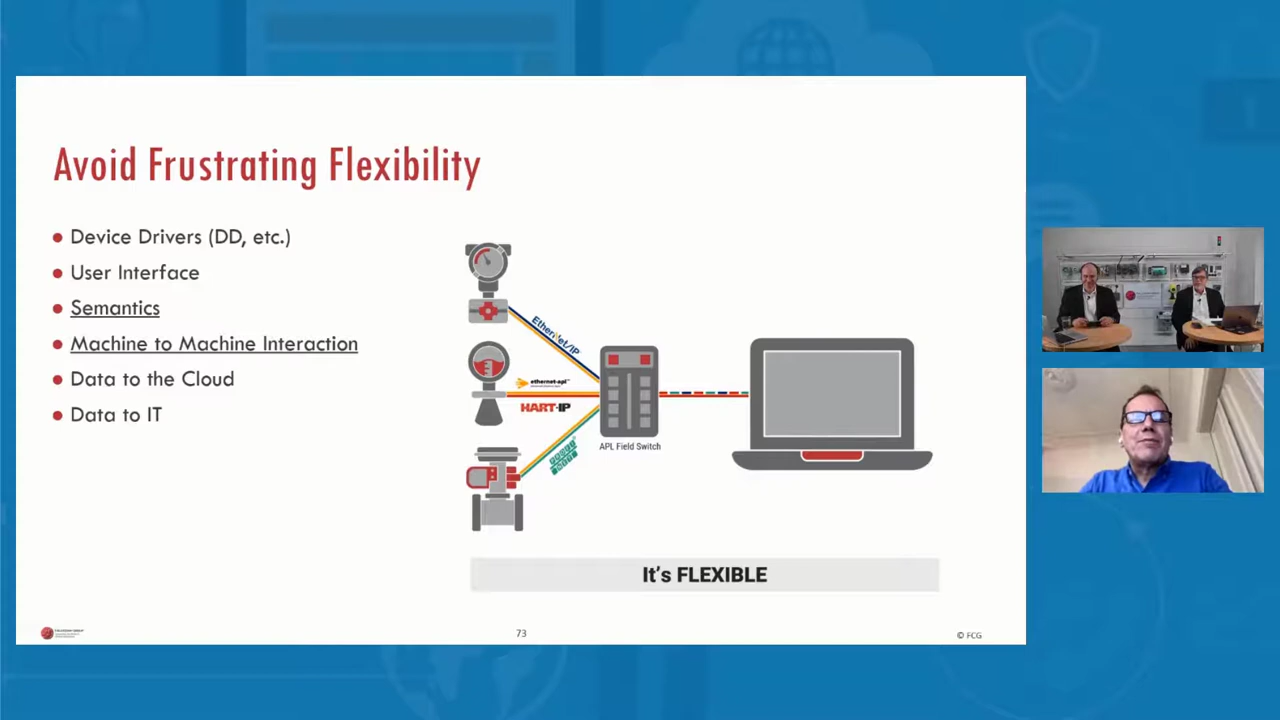 Avoid Frustrating Flexibility
Device Drivers (DD, etc.)
User Interface
Semantics
Machine to Machine Interaction
Data to the Cloud
Data to IT
EtherNet/IP
ethernet-apl
HART-IP
APL Field Switch
It's FLEXIBLE
73
© FCG